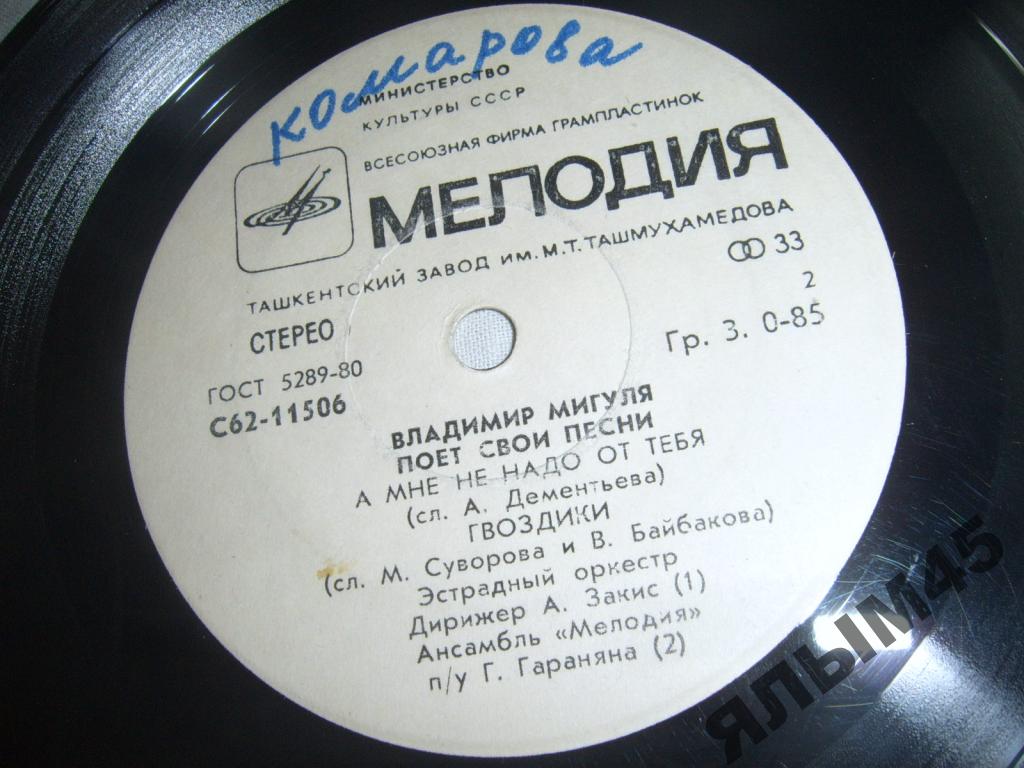 комарова
МИНИСТЕРСТВО
КУЛЬТУРЫ СССР
ВСЕСОЮЗНАЯ ФИРМА ГРАМПЛАСТИНОК
МЕЛОДИЯ
ТАШКЕНТСКИЙ ЗАВОД ИМ. М.Т. ТАШМУХАМЕДОВА
СТЕРЕО
33
ГОСТ 5289-80
2
С62-11506
Гр. 3. 0-85
ВЛАДИМИР МИГУЛЯ
ПОЕТ СВОИ ПЕСНИ
А МНЕ НЕ НАДО ОТ ТЕБЯ
(сл. А. Дементьева)
ГВОЗДИКИ
(сл. М. Суворова и В. Байбакова)
Эстрадный оркестр
Дирижер А. Закис (1)
Ансамбль «Мелодия»
п/у Г. Гараняна (2)
ЯЛЫМ45